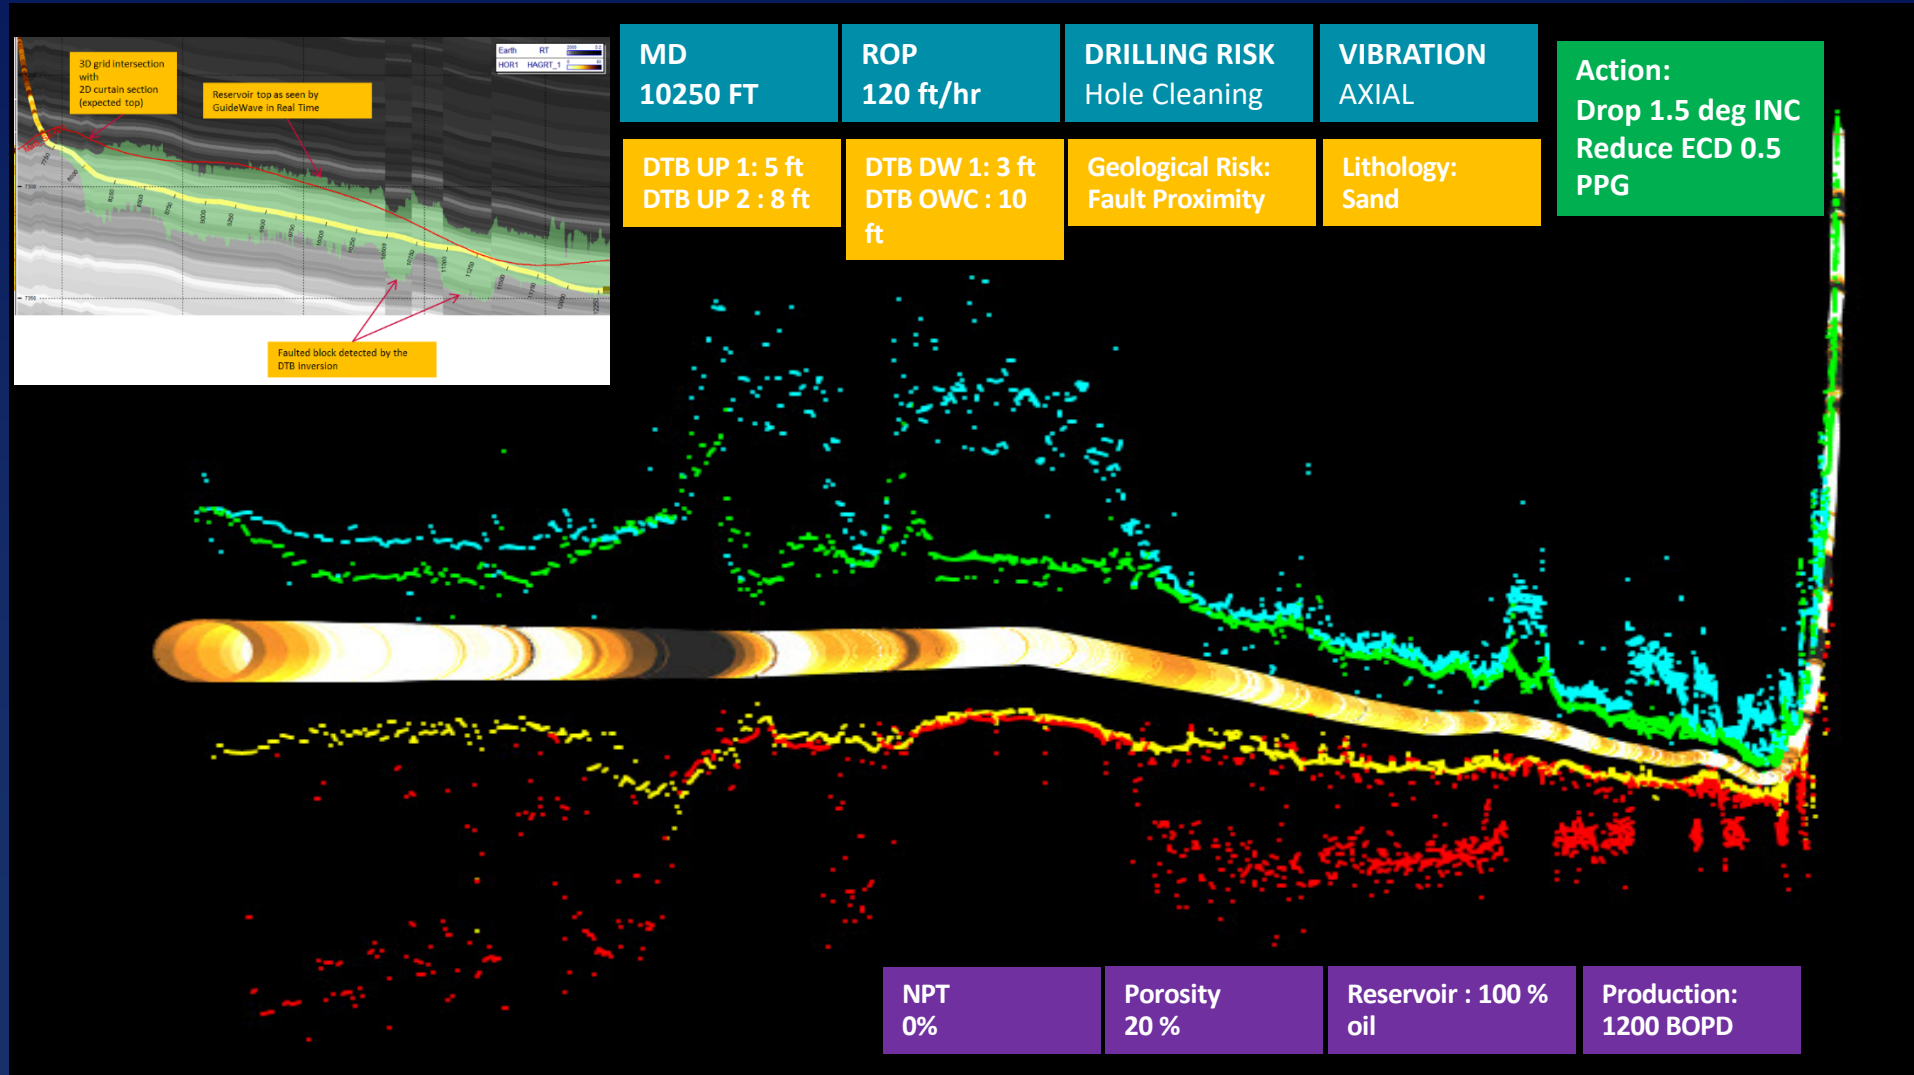 3D grid intersection
with
2D curtain section
(expected top)
Reservoir top as seen by
GuideWave in Real Time
Earth RT
HOR1 HAGRT_1
Faulted block detected by the
DTB inversion
MD
10250 FT
ROP
120 ft/hr
DRILLING RISK
Hole Cleaning
VIBRATION
AXIAL
Action:
Drop 1.5 deg INC
Reduce ECD 0.5
PPG
DTB UP 1: 5 ft
DTB UP 2 : 8 ft
DTB DW 1: 3 ft
DTB OWC : 10
ft
Geological Risk:
Fault Proximity
Lithology:
Sand
NPT
0%
Porosity
20 %
Reservoir : 100 %
oil
Production:
1200 BOPD